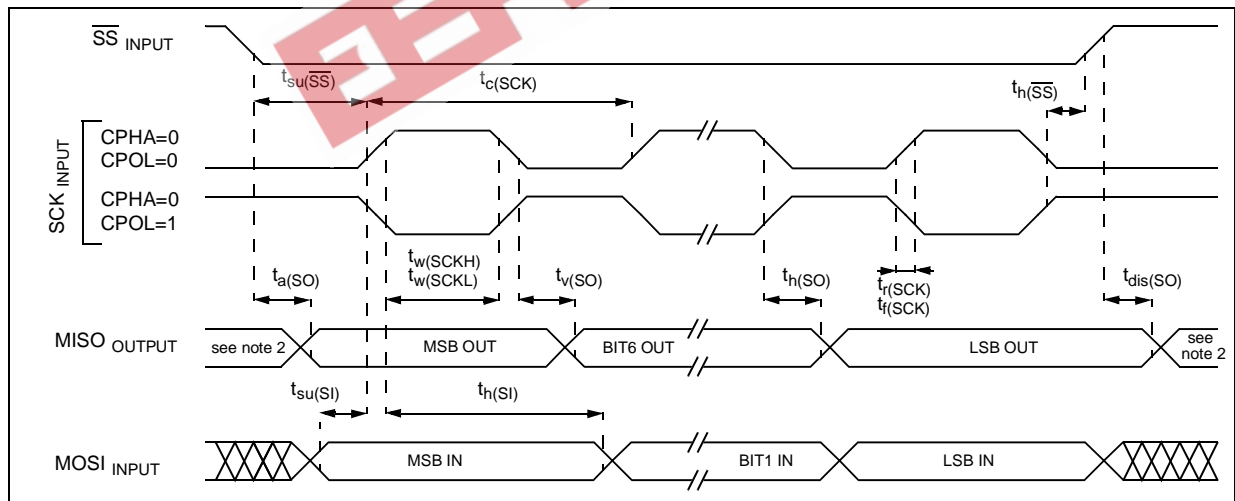 SS INPUT
tsu(SS)
tc(SCK)
th(SS)
SCK INPUT
CPHA=0
CPOL=0
CPHA=0
CPOL=1
ta(SO)
tw(SCKH)
tw(SCKL)
tv(SO)
th(SO)
tr(SCK)
tf(SCK)
tdis(SO)
MISO OUTPUT
see note 2
MSB OUT
BIT6 OUT
LSB OUT
see
note 2
tsu(SI)
th(SI)
MOSI INPUT
MSB IN
BIT1 IN
LSB IN